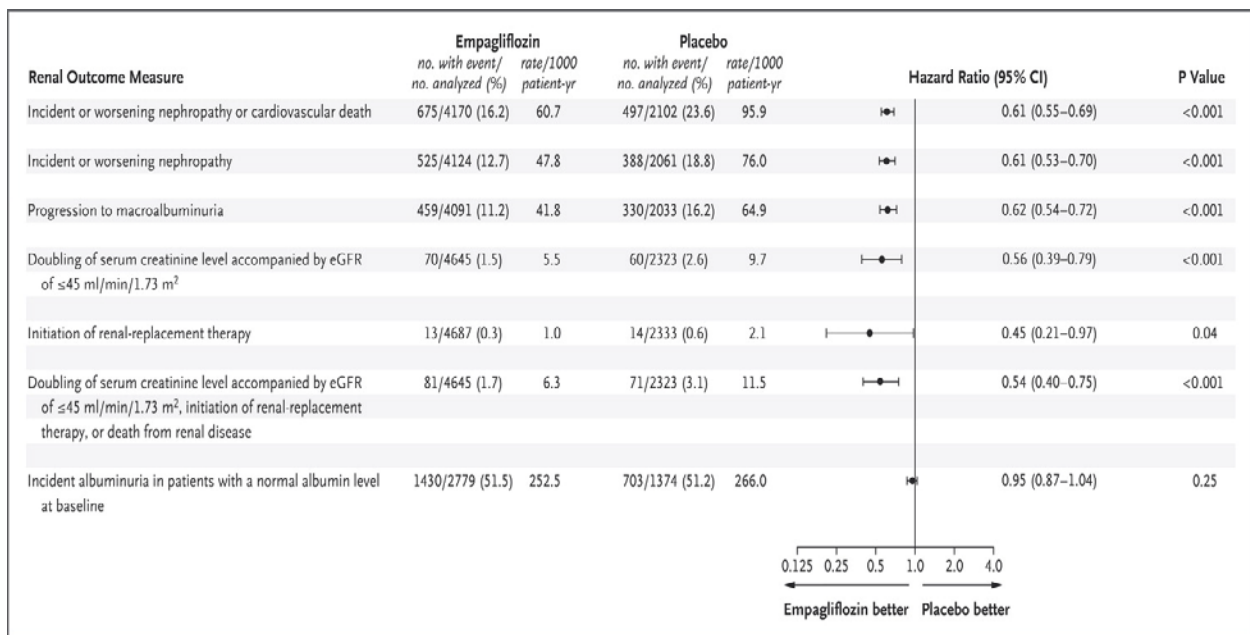 Empagliflozin Placebo
Renal Outcome Measure no. with event/ no. analyzed (%) rate/1000 patient-yr no. with event/ no. analyzed (%) rate/1000 patient-yr Hazard Ratio (95% CI) P Value
Incident or worsening nephropathy or cardiovascular death 675/4170 (16.2) 60.7 497/2102 (23.6) 95.9 0.61 (0.55–0.69) <0.001
Incident or worsening nephropathy 525/4124 (12.7) 47.8 388/2061 (18.8) 76.0 0.61 (0.53–0.70) <0.001
Progression to macroalbuminuria 459/4091 (11.2) 41.8 330/2033 (16.2) 64.9 0.62 (0.54–0.72) <0.001
Doubling of serum creatinine level accompanied by eGFR 70/4645 (1.5) 5.5 60/2323 (2.6) 9.7 0.56 (0.39–0.79) <0.001
of ≤45 ml/min/1.73 m²
Initiation of renal-replacement therapy 13/4687 (0.3) 1.0 14/2333 (0.6) 2.1 0.45 (0.21–0.97) 0.04
Doubling of serum creatinine level accompanied by eGFR 81/4645 (1.7) 6.3 71/2323 (3.1) 11.5 0.54 (0.40–0.75) <0.001
of ≤45 ml/min/1.73 m², initiation of renal-replacement
therapy, or death from renal disease
Incident albuminuria in patients with a normal albumin level 1430/2779 (51.5) 252.5 703/1374 (51.2) 266.0 0.95 (0.87–1.04) 0.25
at baseline
0.125 0.25 0.5 1.0 2.0 4.0
Empagliflozin better Placebo better